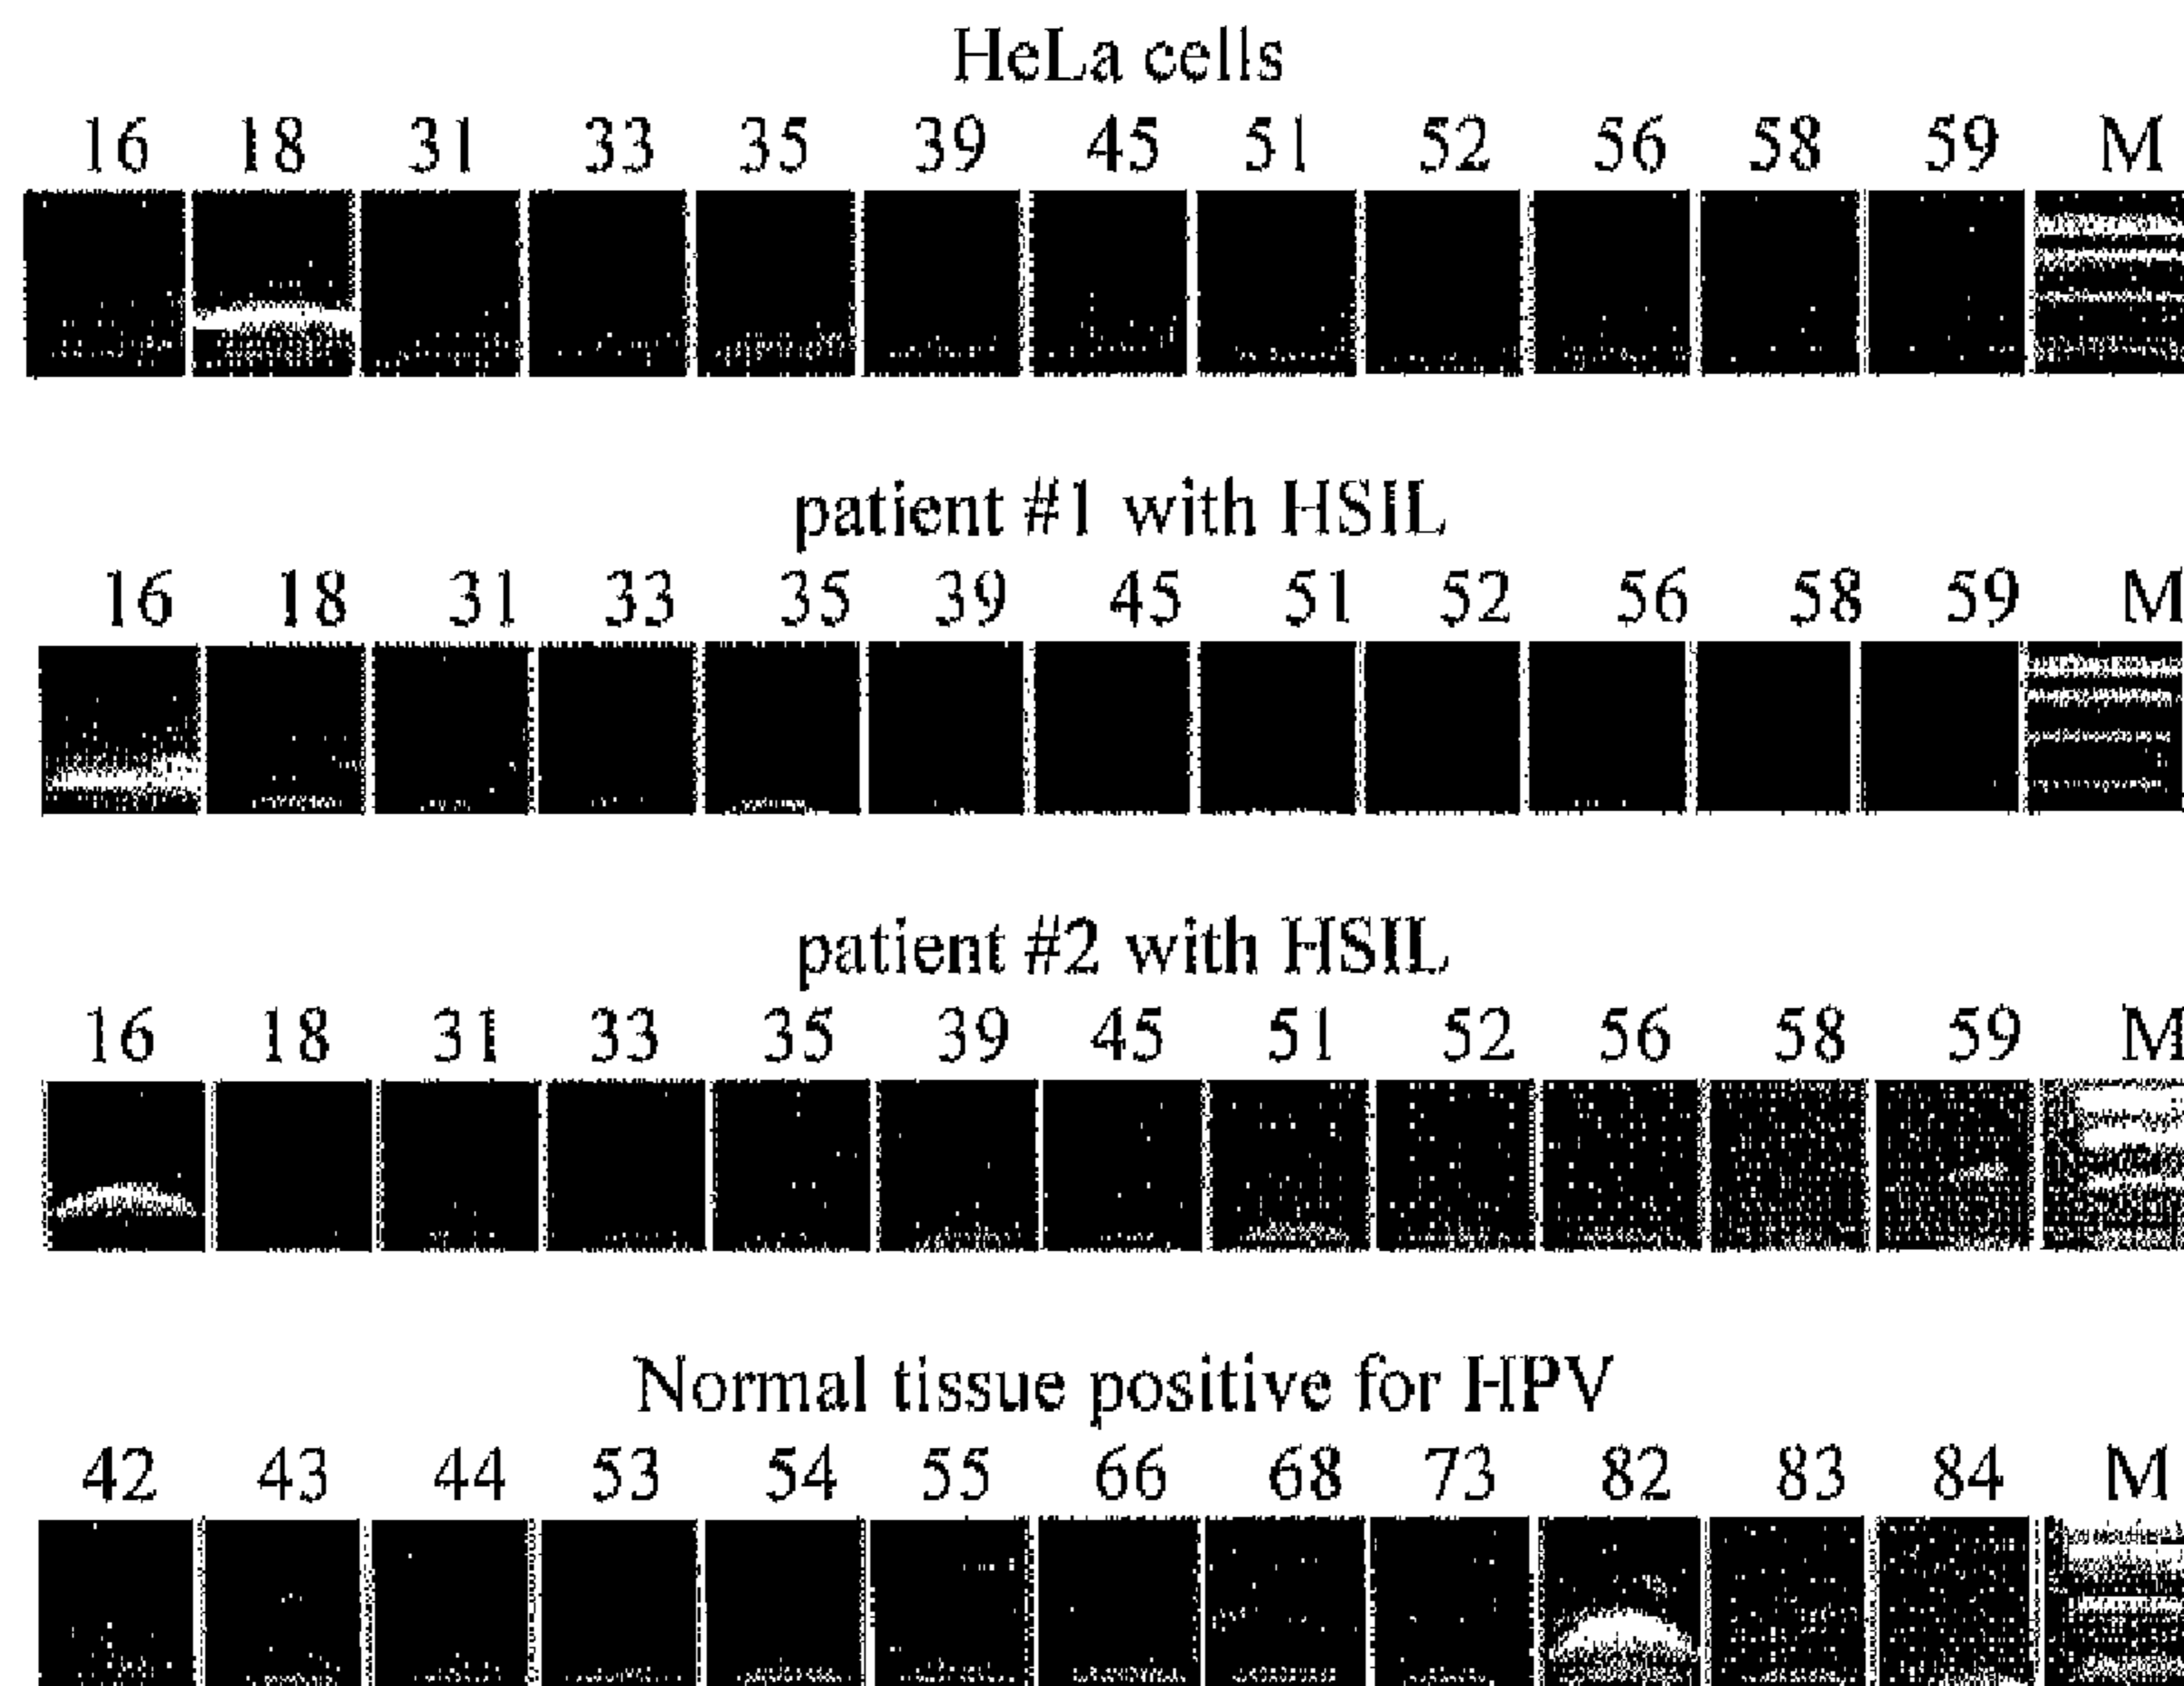 HeLa cells
16 18 31 33 35 39 45 51 52 56 58 59 M
patient #1 with HSIL
16 18 31 33 35 39 45 51 52 56 58 59 M
patient #2 with HSIL
16 18 31 33 35 39 45 51 52 56 58 59 M
Normal tissue positive for HPV
42 43 44 53 54 55 66 68 73 82 83 84 M